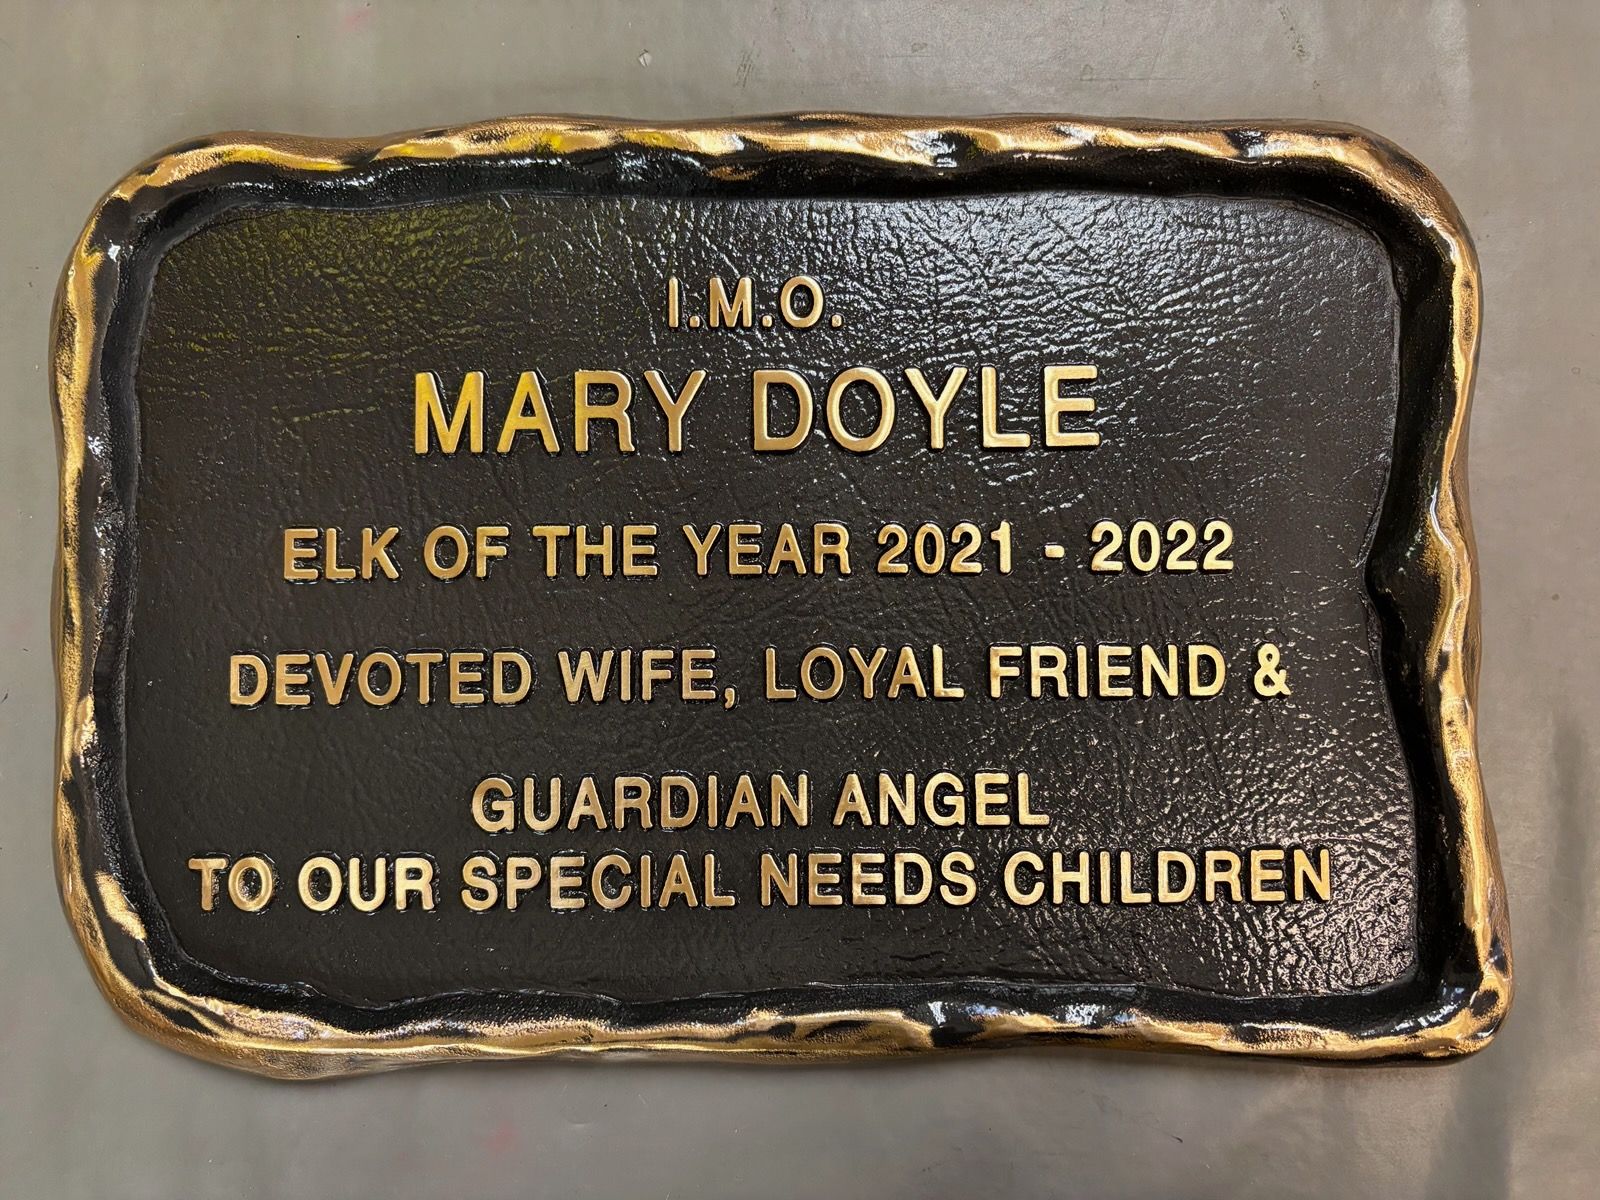 I.M.O.
MARY DOYLE
ELK OF THE YEAR 2021 - 2022
DEVOTED WIFE, LOYAL FRIEND &
GUARDIAN ANGEL
TO OUR SPECIAL NEEDS CHILDREN